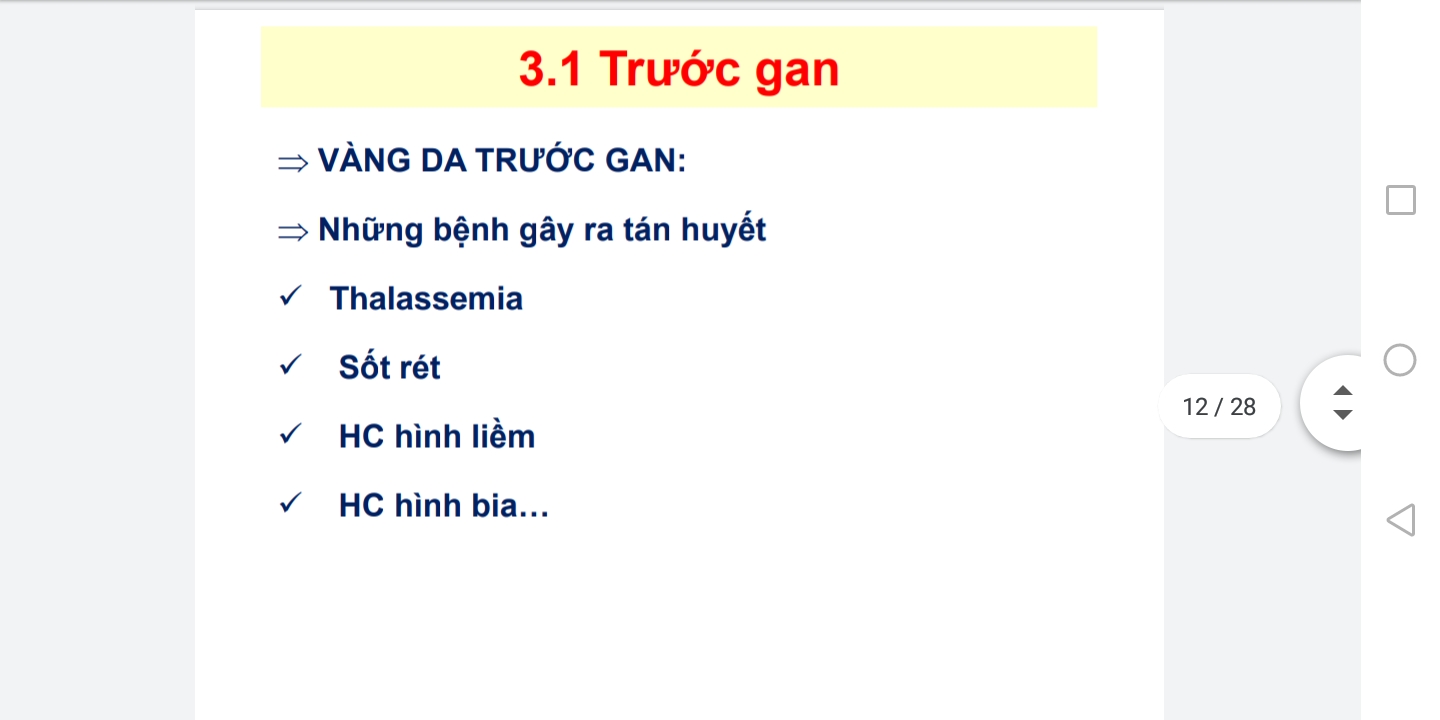 3.1 Trước gan
⇒ VÀNG DA TRƯỚC GAN:
⇒ Những bệnh gây ra tán huyết
✓ Thalassemia
✓ Sốt rét
✓ HC hình liềm
✓ HC hình bia...
12 / 28